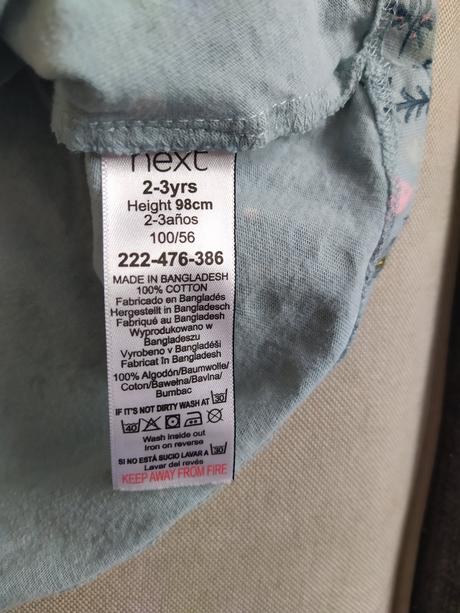 next
2-3yrs
Height 98cm
2-3años
100/56
222-476-386
MADE IN BANGLADESH
100% COTTON
Fabricado en Bangladés
Hergestellt in Bangladesch
Fabriqué au Bangladesh
Wyprodukowano w
Bangladeszu
Vyrobeno v Bangladéši
Fabricat în Bangladesh
100% Algodón/Baumwolle/
Coton/Bawełna/Bavlna/
Bumbac
IF IT'S NOT DIRTY WASH AT 30
40
Wash inside out
Iron on reverse
SI NO ESTÁ SUCIO LAVAR A 30
Lavar del revés
KEEP AWAY FROM FIRE